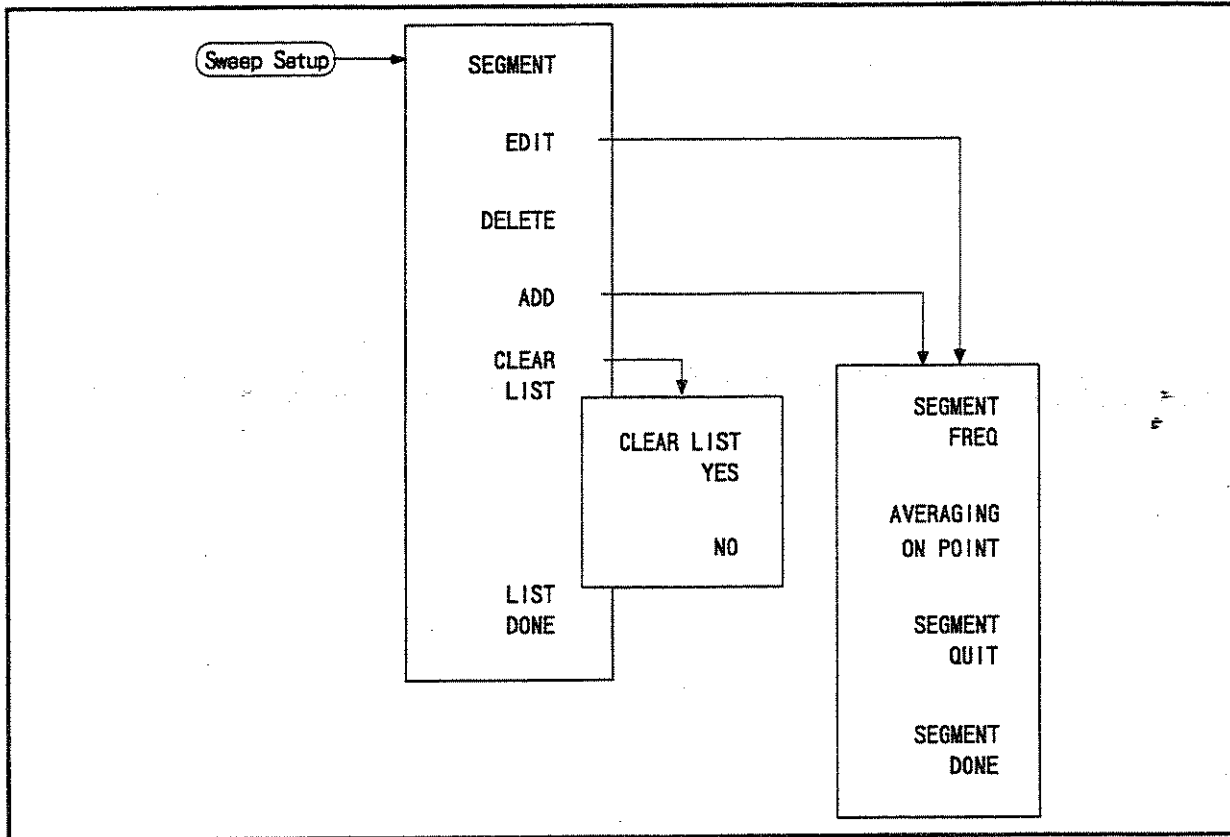 Sweep Setup
SEGMENT
EDIT
DELETE
ADD
CLEAR
LIST
CLEAR LIST
YES
NO
LIST
DONE
SEGMENT
FREQ
AVERAGING
ON POINT
SEGMENT
QUIT
SEGMENT
DONE